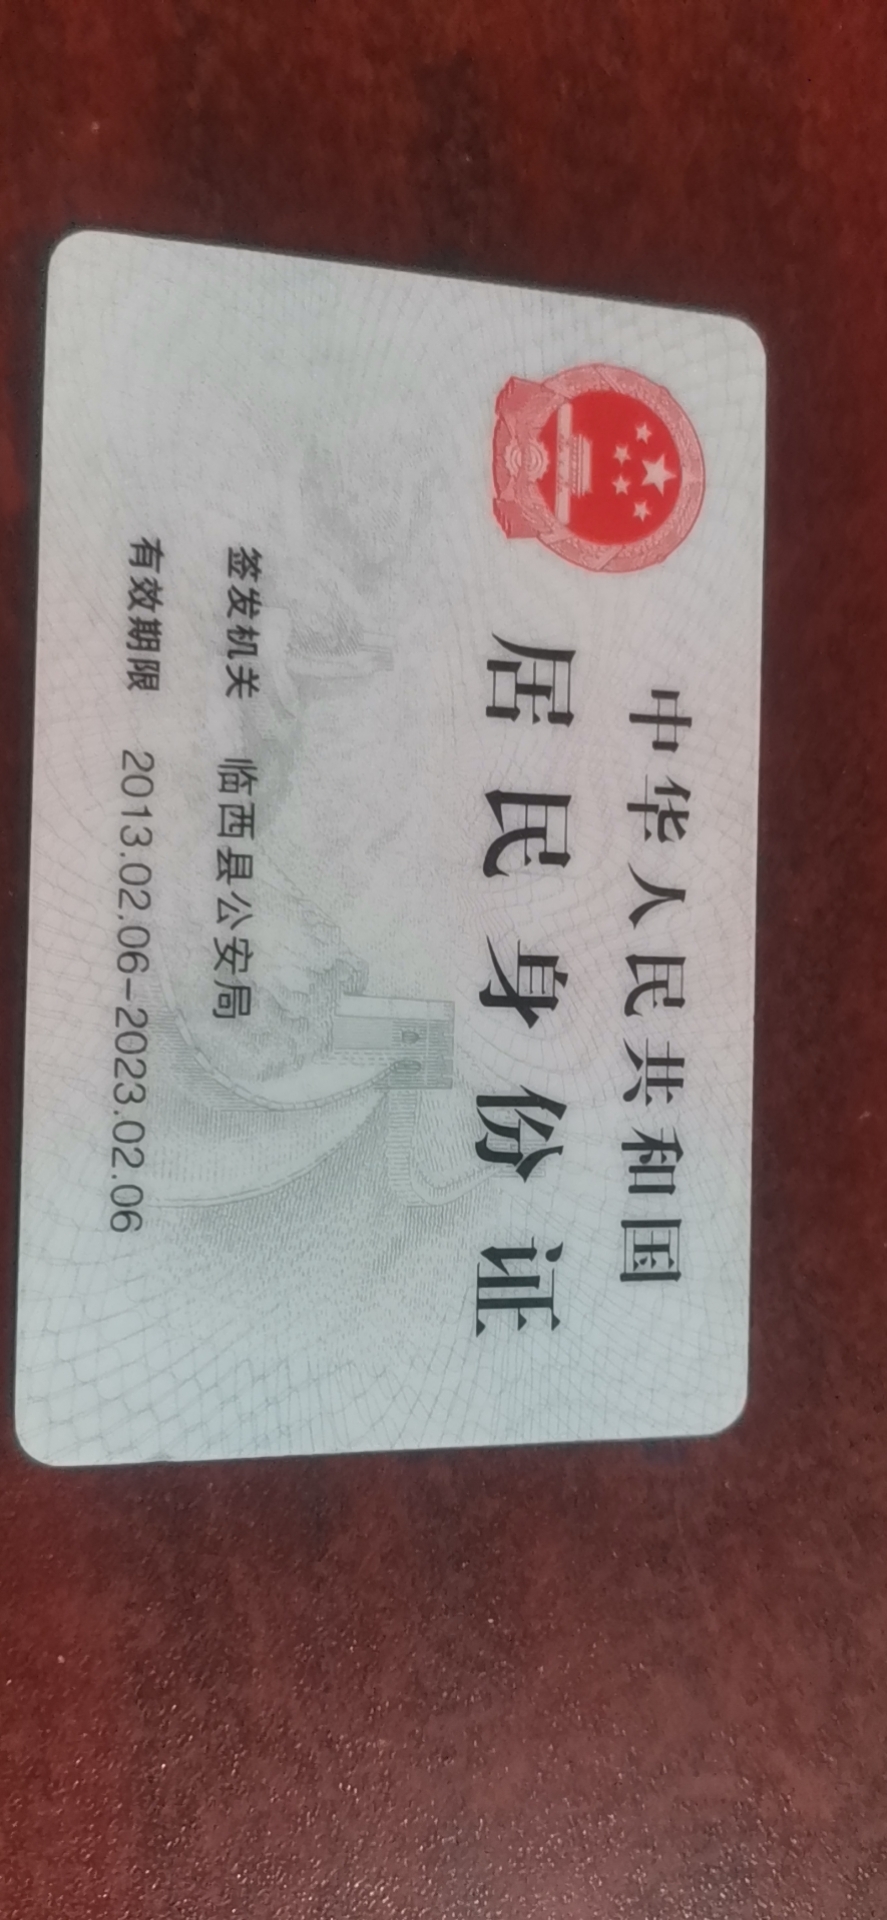 中华人民共和国
居民身份证
签发机关 临西县公安局
有效期限 2013.02.06-2023.02.06